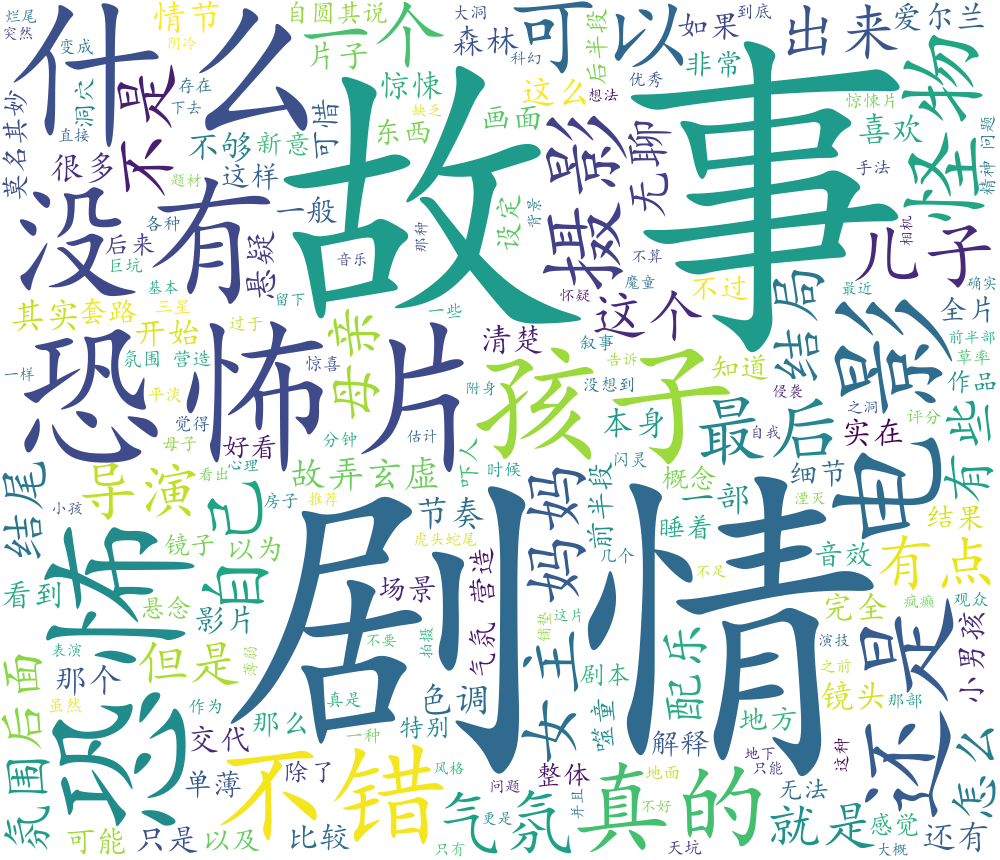 烂尾
突然
情节
阴冷
自圆其说
片子
一个
大洞
科幻
到底
森林
可以
如果
出来
爱尔兰
什么
变成
存在
下去
洞穴
不是
莫名其妙
直接
很多
题材
不够
新意
这样
可惜
惊悚
缺乏
东西
画面
这么
后半段
优秀
想法
非常
惊悚片
喜欢
怪物
手法
精神
问题
故事
摄影
无聊
没有
后来
各种
巨坑
基本
悬疑
一般
背景
设定
那种
音乐
怀疑
魔童
不算
相机
儿子
不过
最近
确实
全片
其实
套路
三星
开始
过于
留下
一些
清楚
叙事
这个
结局
电影
前半部
草率
作品
有些
氛围
营造
惊喜
一样
平淡
觉得
恐怖片
母亲
附身
没想到
告诉
孩子
知道
侵袭
之洞
评分
母子
好看
分钟
估计
本身
自我
最后
实在
结尾
导演
看出
心理
故弄玄虚
吓人
时候
闪灵
概念
细节
湮灭
小孩
房子
推荐
节奏
虎头蛇尾
妈妈
前半段
睡着
一部
几个
不足
音效
有点
结果
镜子
以为
自己
恐怖
看到
悬念
影片
场景
营造
气氛
铺垫
这片
完全
疯癫
观众
表演
但是
薄弱
不要
拍摄
女主
剧本
配乐
演技
之前
镜头
还是
那部
小男孩
后面
那个
虽然
作为
那么
真是
一种
特别
色调
噬童
地方
剧情
交代
单薄
除了
风格
问题
整体
解释
地面
地下
只能
这种
无法
怎么
氛围
可能
只是
以及
比较
不错
只有
更是
气氛
并且
真的
不好
天坑
就是
感觉
大概
还有